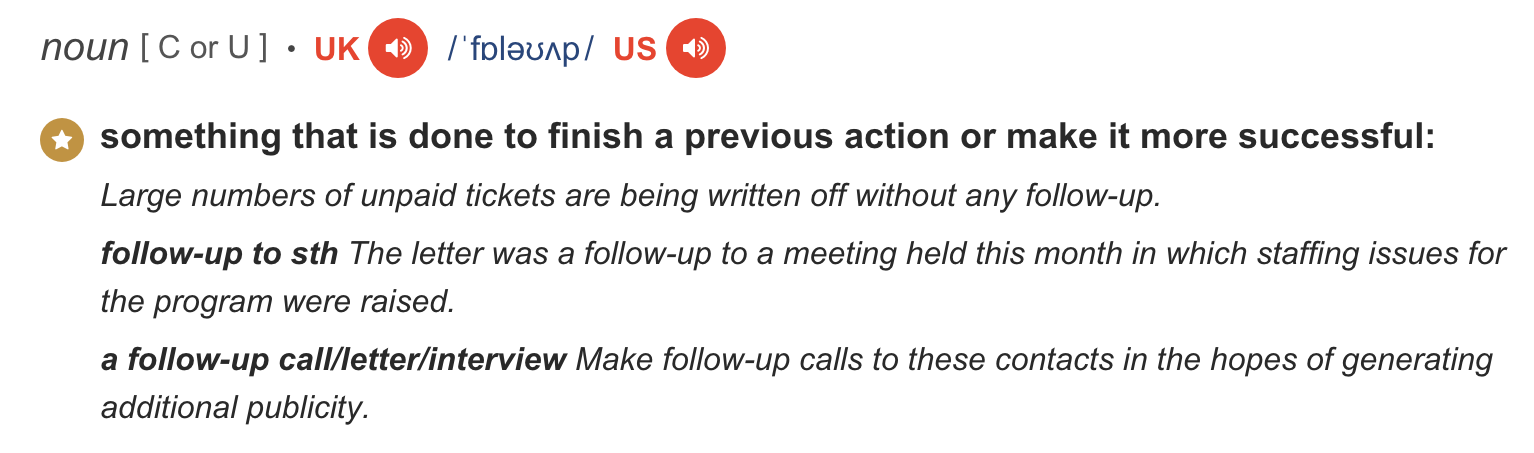 noun [ C or U ] • UK /ˈfɒləʊʌp/ US
something that is done to finish a previous action or make it more successful:
Large numbers of unpaid tickets are being written off without any follow-up.
follow-up to sth The letter was a follow-up to a meeting held this month in which staffing issues for
the program were raised.
a follow-up call/letter/interview Make follow-up calls to these contacts in the hopes of generating
additional publicity.